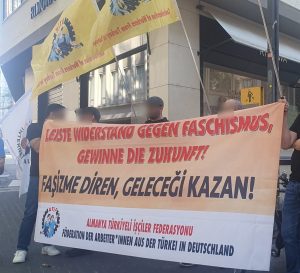 LEISTE WIDERSTAND GEGEN FASCHISMUS,
GEWINNE DIE ZUKUNFT!
FAŞİZME DİREN, GELECEĞİ KAZAN!
ALMANYA TÜRKİYELİ İŞÇİLER FEDERASYONU
FÖDERATION DER ARBEITER*INNEN AUS DER TÜRKEI IN DEUTSCHLAND